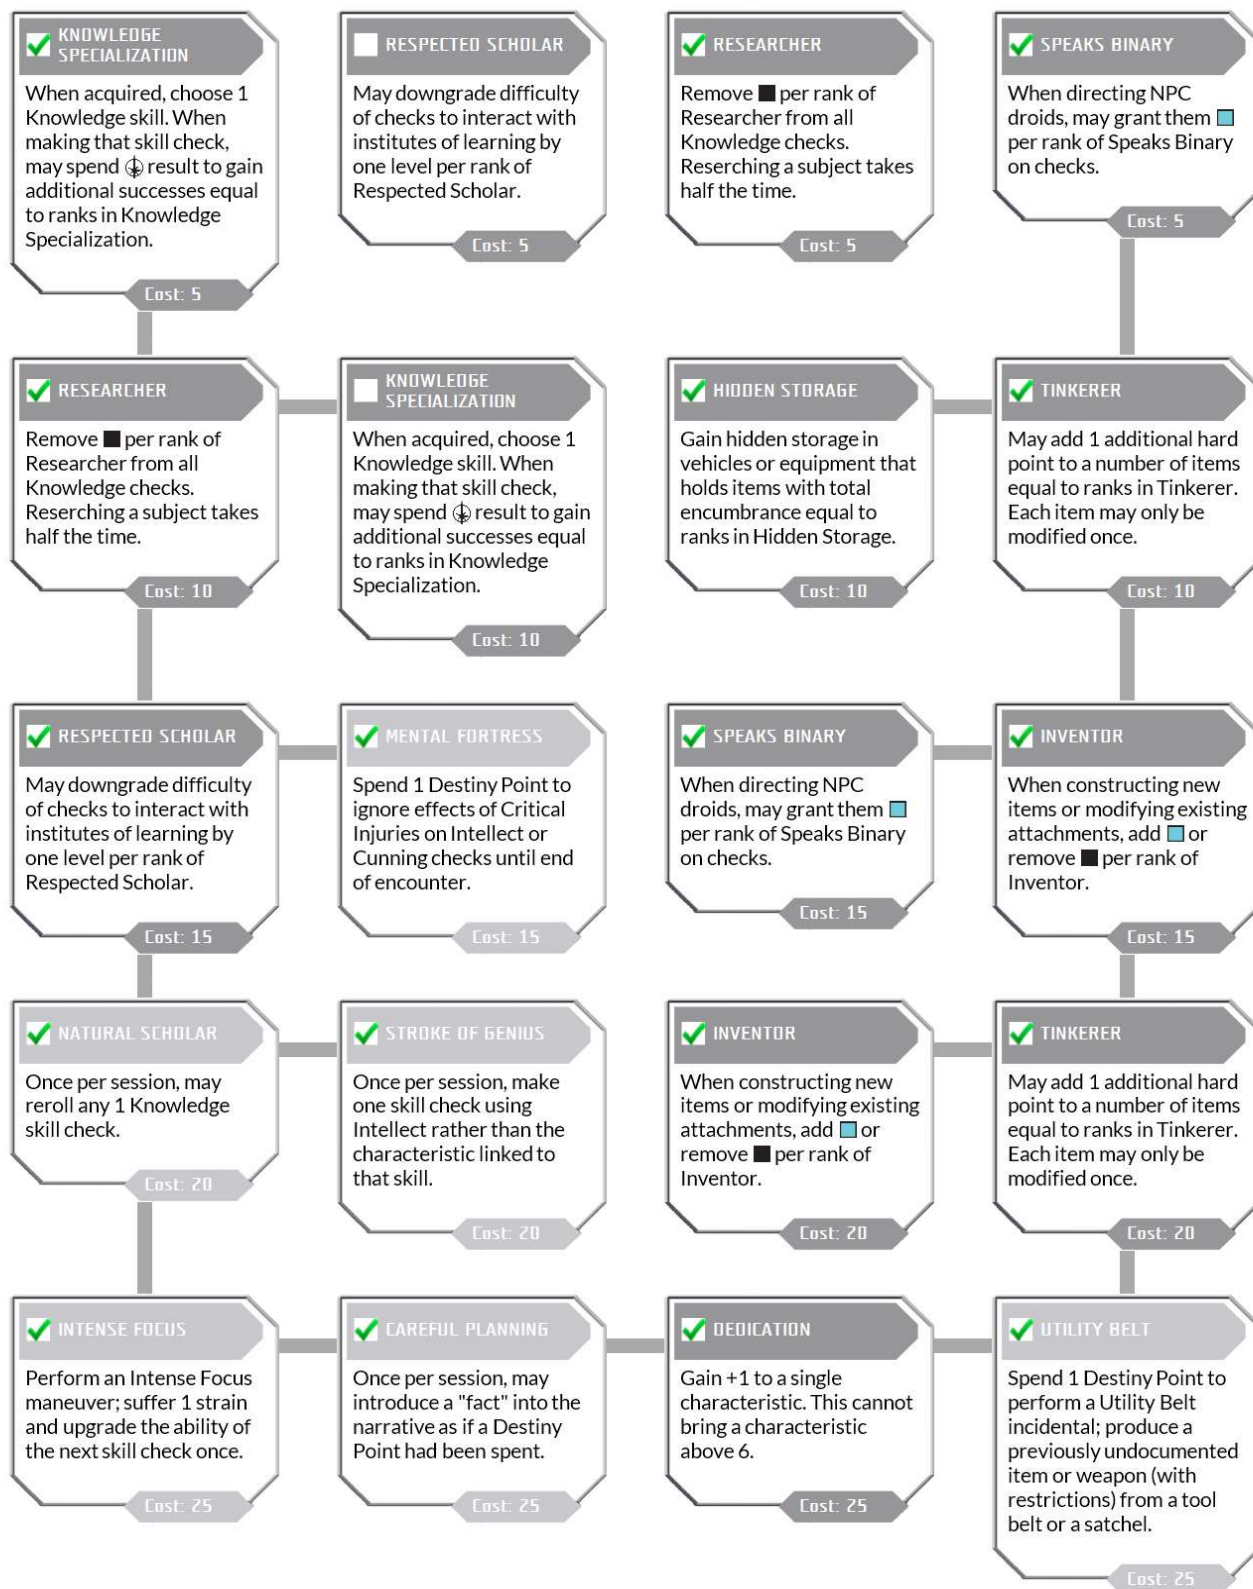 KNOWLEDGE
SPECIALIZATION
When acquired, choose 1
Knowledge skill. When
making that skill check,
may spend result to gain
additional successes equal
to ranks in Knowledge
Specialization.
Cost: 5
RESPECTED SCHOLAR
May downgrade difficulty
of checks to interact with
institutes of learning by
one level per rank of
Respected Scholar.
Cost: 5
RESEARCHER
Remove per rank of
Researcher from all
Knowledge checks.
Reserching a subject takes
half the time.
Cost: 5
SPEAKS BINARY
When directing NPC
droids, may grant them
per rank of Speaks Binary
on checks.
Cost: 5
RESEARCHER
Remove per rank of
Researcher from all
Knowledge checks.
Reserching a subject takes
half the time.
Cost: 10
KNOWLEDGE
SPECIALIZATION
When acquired, choose 1
Knowledge skill. When
making that skill check,
may spend result to gain
additional successes equal
to ranks in Knowledge
Specialization.
Cost: 10
HIDDEN STORAGE
Gain hidden storage in
vehicles or equipment that
holds items with total
encumbrance equal to
ranks in Hidden Storage.
Cost: 10
TINKERER
May add 1 additional hard
point to a number of items
equal to ranks in Tinkerer.
Each item may only be
modified once.
Cost: 10
RESPECTED SCHOLAR
May downgrade difficulty
of checks to interact with
institutes of learning by
one level per rank of
Respected Scholar.
Cost: 15
MENTAL FORTRESS
Spend 1 Destiny Point to
ignore effects of Critical
Injuries on Intellect or
Cunning checks until end
of encounter.
Cost: 15
SPEAKS BINARY
When directing NPC
droids, may grant them
per rank of Speaks Binary
on checks.
Cost: 15
INVENTOR
When constructing new
items or modifying existing
attachments, add or
remove per rank of
Inventor.
Cost: 15
NATURAL SCHOLAR
Once per session, may
reroll any 1 Knowledge
skill check.
Cost: 20
STROKE OF GENIUS
Once per session, make
one skill check using
Intellect rather than the
characteristic linked to
that skill.
Cost: 20
INVENTOR
When constructing new
items or modifying existing
attachments, add or
remove per rank of
Inventor.
Cost: 20
TINKERER
May add 1 additional hard
point to a number of items
equal to ranks in Tinkerer.
Each item may only be
modified once.
Cost: 20
INTENSE FOCUS
Perform an Intense Focus
maneuver; suffer 1 strain
and upgrade the ability of
the next skill check once.
Cost: 25
CAREFUL PLANNING
Once per session, may
introduce a "fact" into the
narrative as if a Destiny
Point had been spent.
Cost: 25
DEDICATION
Gain +1 to a single
characteristic. This cannot
bring a characteristic
above 6.
Cost: 25
UTILITY BELT
Spend 1 Destiny Point to
perform a Utility Belt
incidental; produce a
previously undocumented
item or weapon (with
restrictions) from a tool
belt or a satchel.
Cost: 25